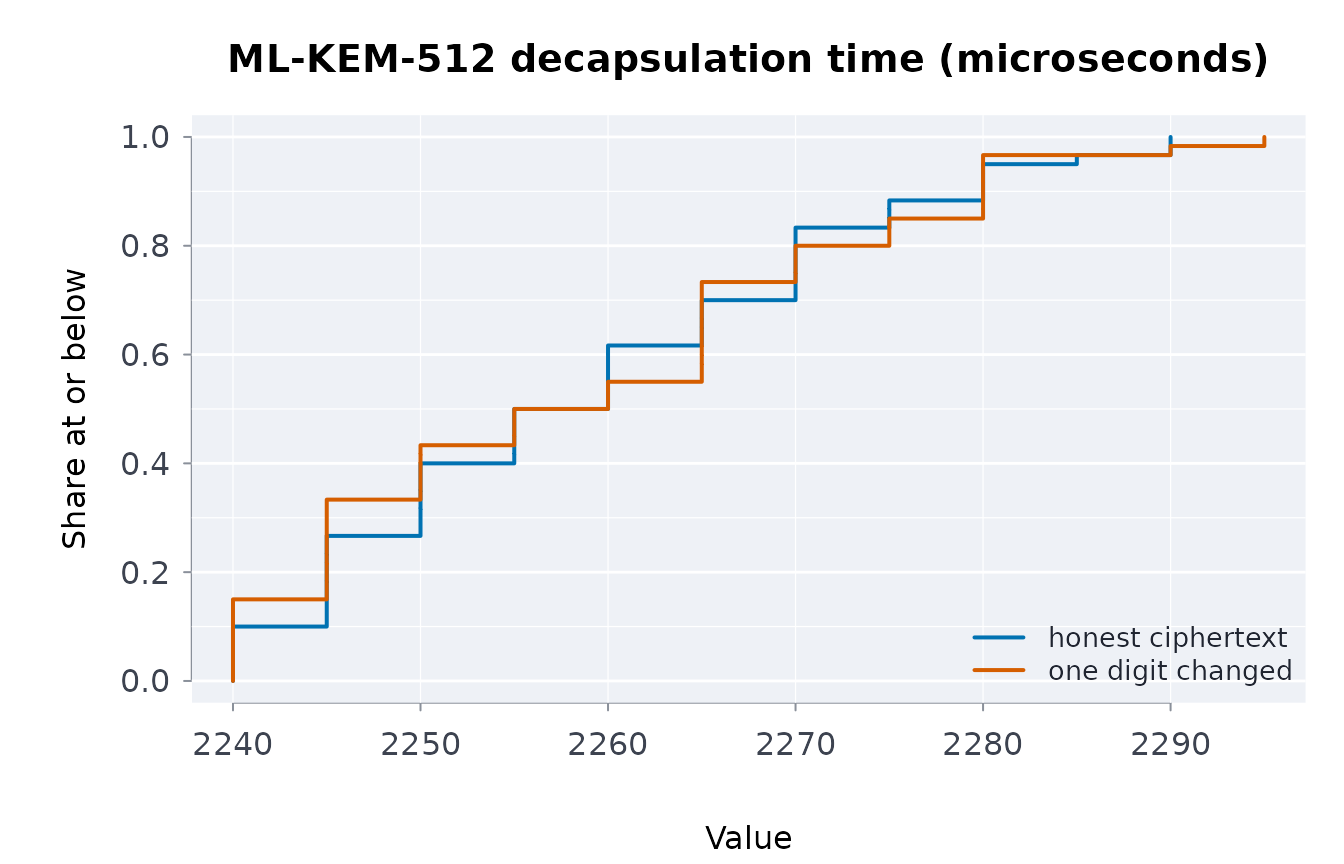 ML-KEM-512 decapsulation time (microseconds)
Share at or below
1.0
0.8
0.6
0.4
0.2
0.0
honest ciphertext
one digit changed
2240 2250 2260 2270 2280 2290
Value